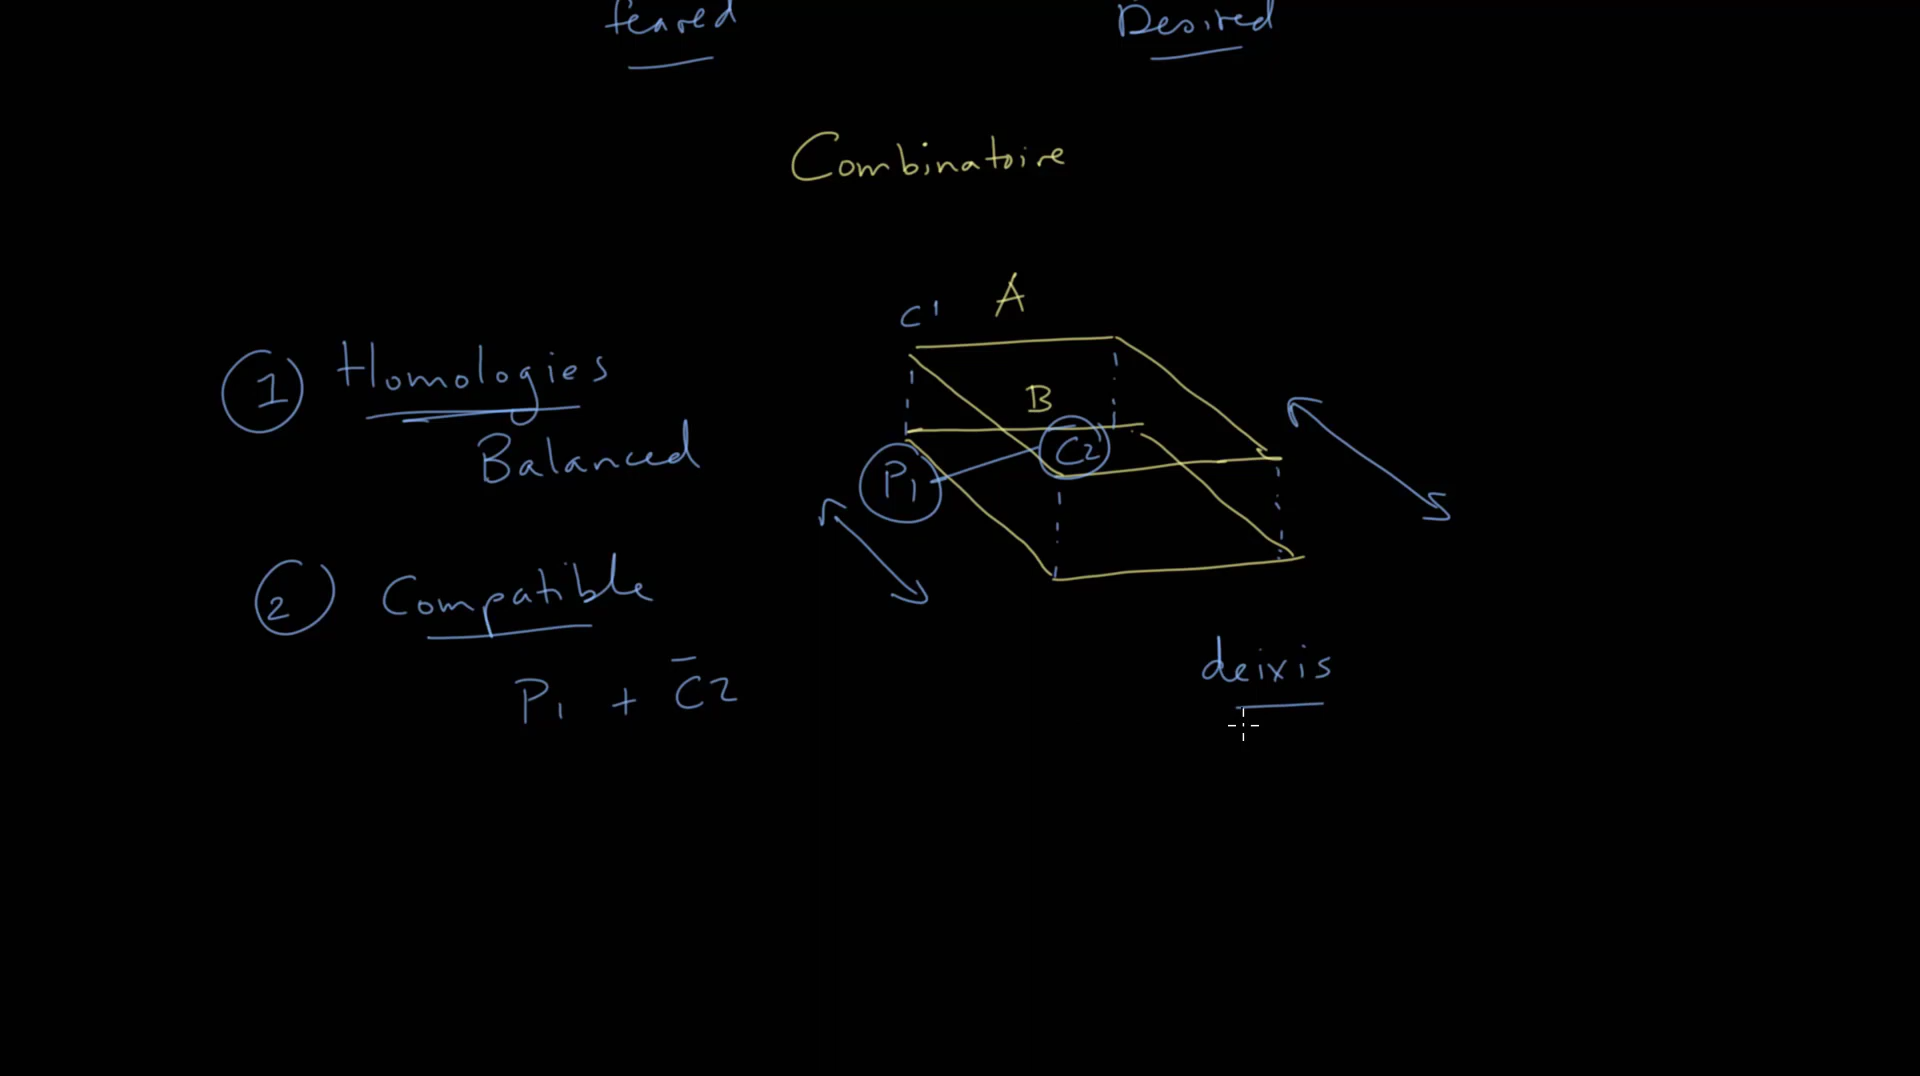 feared Desired
Combinatoire
A
C1
1 Homologies
B
Balanced
C2
P1
2 Compatible
deixis
P1 + C̄2